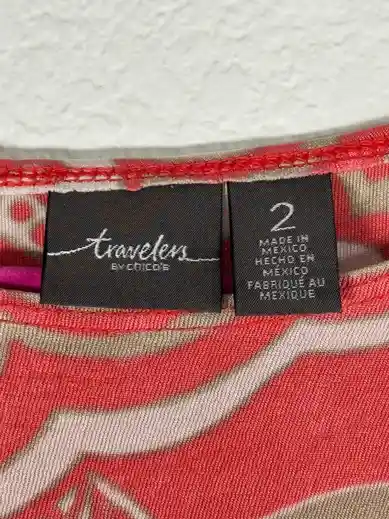 travelers
BY CHICO'S
2
MADE IN
MEXICO
HECHO EN
MÉXICO
FABRIQUÉ AU
MEXIQUE